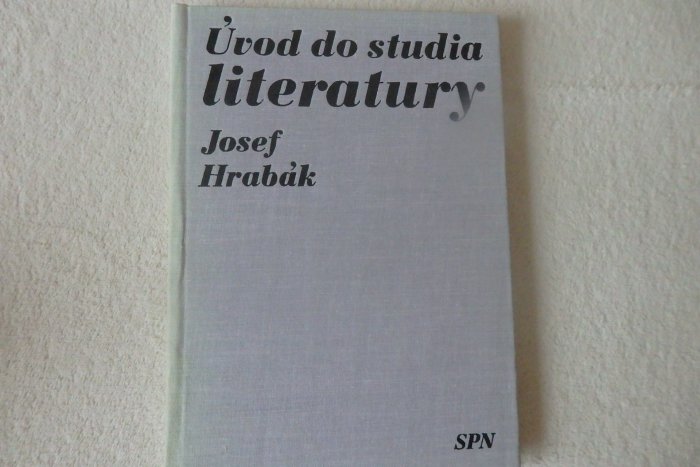 Úvod do studia
literatury
Josef
Hrabák
SPN